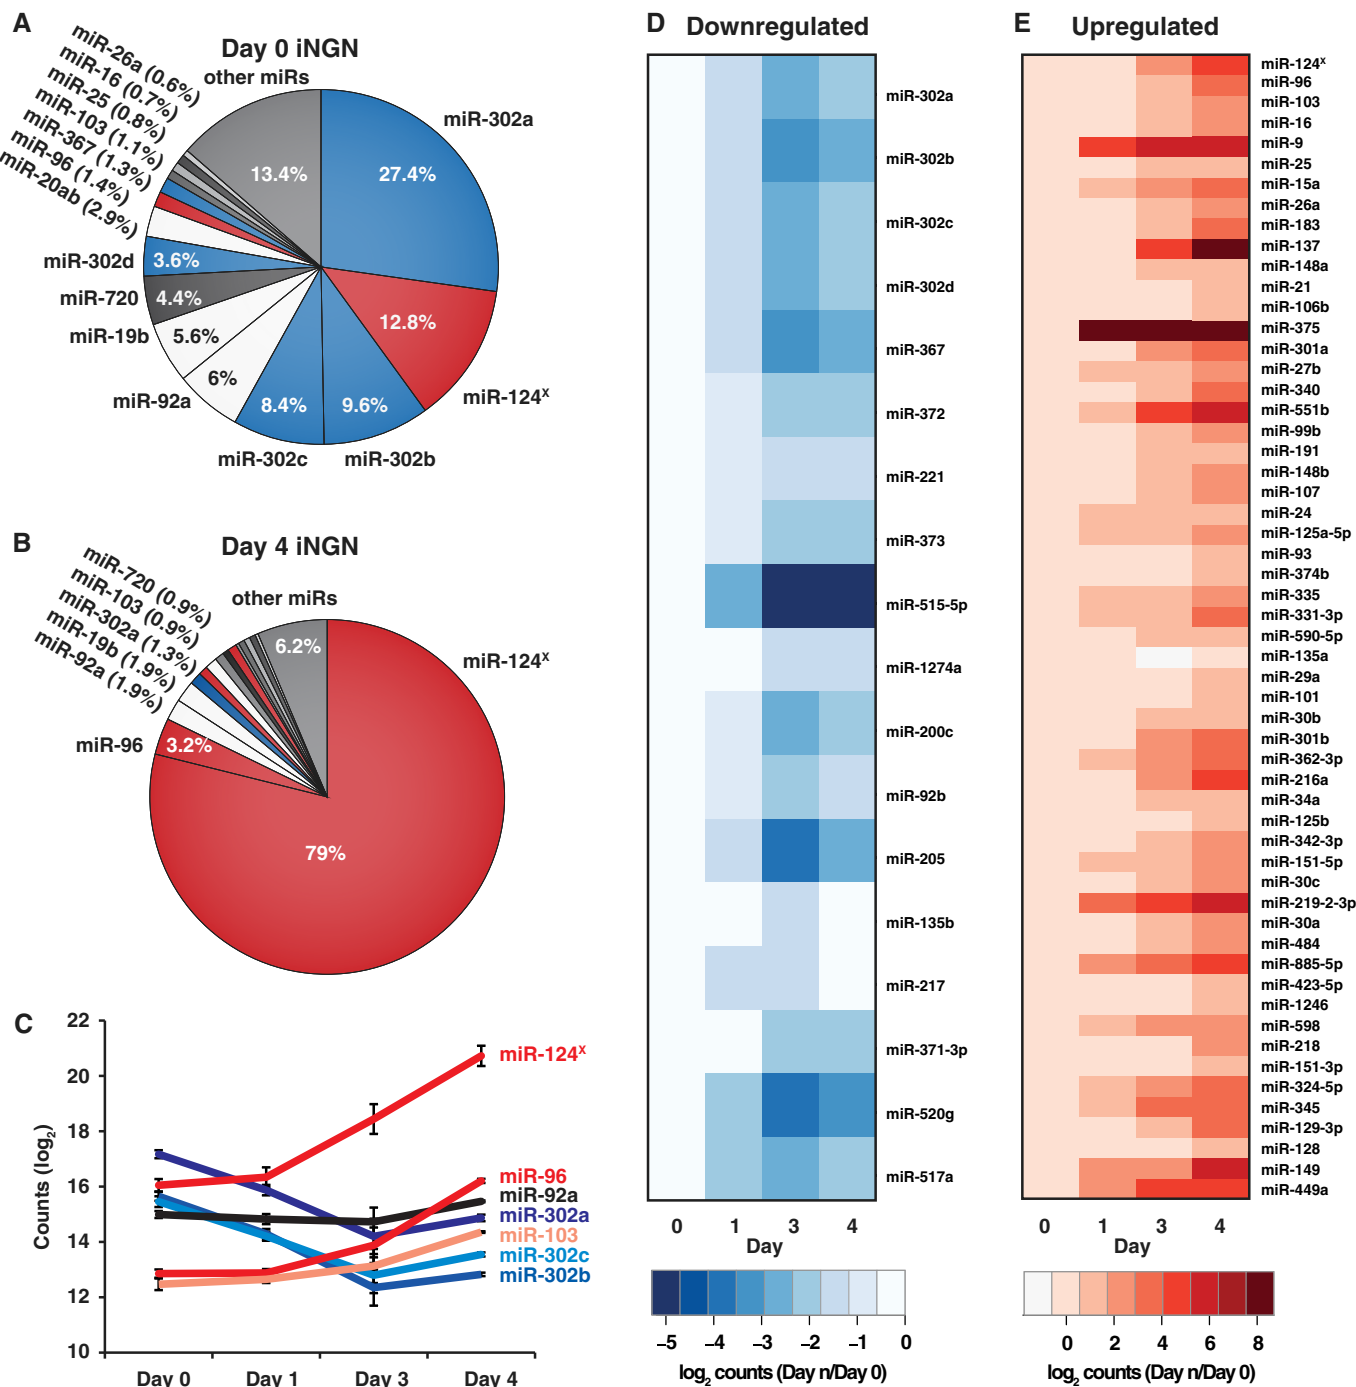 A
Day 0 iNGN
other miRs
miR-26a (0.6%)
miR-16 (0.7%)
miR-25 (0.8%)
miR-103 (1.1%)
miR-367 (1.3%)
miR-96 (1.4%)
miR-20ab (2.9%)
miR-302d
miR-720
miR-19b
miR-92a
miR-302c
miR-302b
miR-124x
miR-302a
13.4%
27.4%
3.6%
4.4%
5.6%
6%
8.4%
9.6%
12.8%
B
Day 4 iNGN
other miRs
miR-720 (0.9%)
miR-103 (0.9%)
miR-302a (1.3%)
miR-19b (1.9%)
miR-92a (1.9%)
miR-96
miR-124x
6.2%
3.2%
79%
C
Counts (log2)
22
20
18
16
14
12
10
Day 0
Day 1
Day 3
Day 4
miR-124x
miR-96
miR-92a
miR-302a
miR-103
miR-302c
miR-302b
D
Downregulated
miR-302a
miR-302b
miR-302c
miR-302d
miR-367
miR-372
miR-221
miR-373
miR-515-5p
miR-1274a
miR-200c
miR-92b
miR-205
miR-135b
miR-217
miR-371-3p
miR-520g
miR-517a
0 1 3 4
Day
−5 −4 −3 −2 −1 0
log2 counts (Day n/Day 0)
E
Upregulated
miR-124x
miR-96
miR-103
miR-16
miR-9
miR-25
miR-15a
miR-26a
miR-183
miR-137
miR-148a
miR-21
miR-106b
miR-375
miR-301a
miR-27b
miR-340
miR-551b
miR-99b
miR-191
miR-148b
miR-107
miR-24
miR-125a-5p
miR-93
miR-374b
miR-335
miR-331-3p
miR-590-5p
miR-135a
miR-29a
miR-101
miR-30b
miR-301b
miR-362-3p
miR-216a
miR-34a
miR-125b
miR-342-3p
miR-151-5p
miR-30c
miR-219-2-3p
miR-30a
miR-484
miR-885-5p
miR-423-5p
miR-1246
miR-598
miR-218
miR-151-3p
miR-324-5p
miR-345
miR-129-3p
miR-128
miR-149
miR-449a
0 1 3 4
Day
0 2 4 6 8
log2 counts (Day n/Day 0)